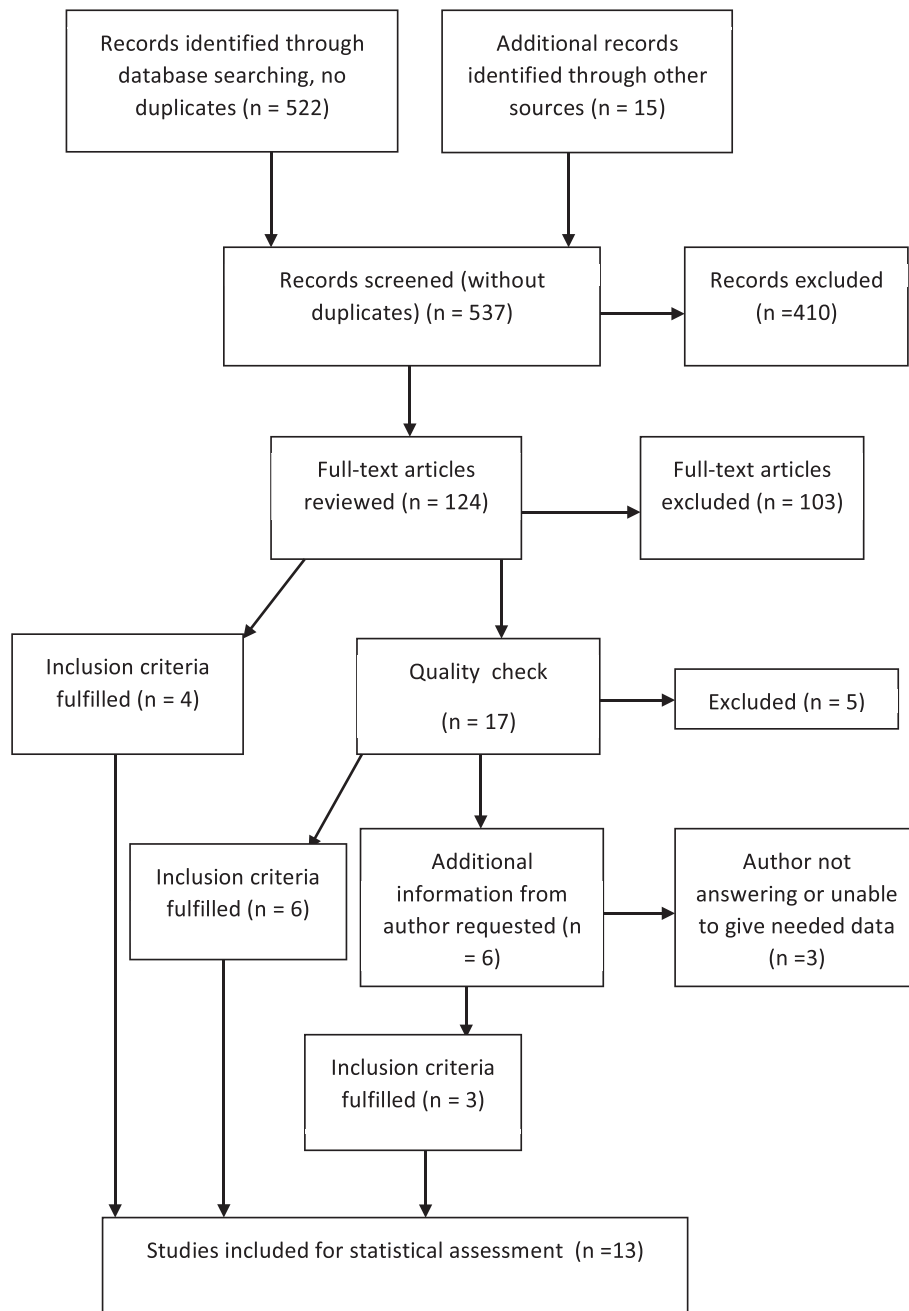 Records identified through
database searching, no
duplicates (n = 522)
Additional records
identified through other
sources (n = 15)
Records screened (without
duplicates) (n = 537)
Records excluded
(n =410)
Full-text articles
reviewed (n = 124)
Full-text articles
excluded (n = 103)
Inclusion criteria
fulfilled (n = 4)
Quality check
(n = 17)
Excluded (n = 5)
Inclusion criteria
fulfilled (n = 6)
Additional
information from
author requested (n
= 6)
Author not
answering or unable
to give needed data
(n =3)
Inclusion criteria
fulfilled (n = 3)
Studies included for statistical assessment (n =13)